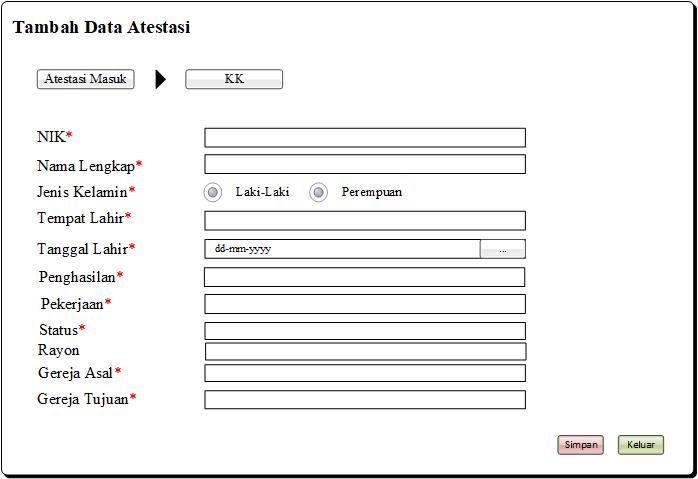 Tambah Data Atestasi
Atestasi Masuk KK
NIK*
Nama Lengkap*
Jenis Kelamin* Laki-Laki Perempuan
Tempat Lahir*
Tanggal Lahir* dd-mm-yyyy ...
Penghasilan*
Pekerjaan*
Status*
Rayon
Gereja Asal*
Gereja Tujuan*
Simpan Keluar